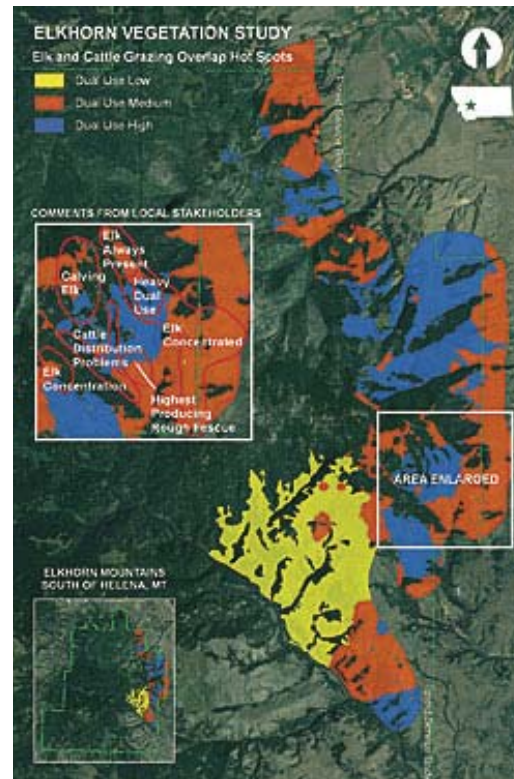 ELKHORN VEGETATION STUDY
Elk and Cattle Grazing Overlap Hot Spots
Dual Use Low
Dual Use Medium
Dual Use High
COMMENTS FROM LOCAL STAKEHOLDERS
Elk
Always
Present
Calving
Elk
Heavy
Dual
Use
Elk
Concentrated
Cattle
Distribution
Problems
Elk
Concentration
Highest
Producing
Rough Fescue
AREA ENLARGED
ELKHORN MOUNTAINS
SOUTH OF HELENA, MT